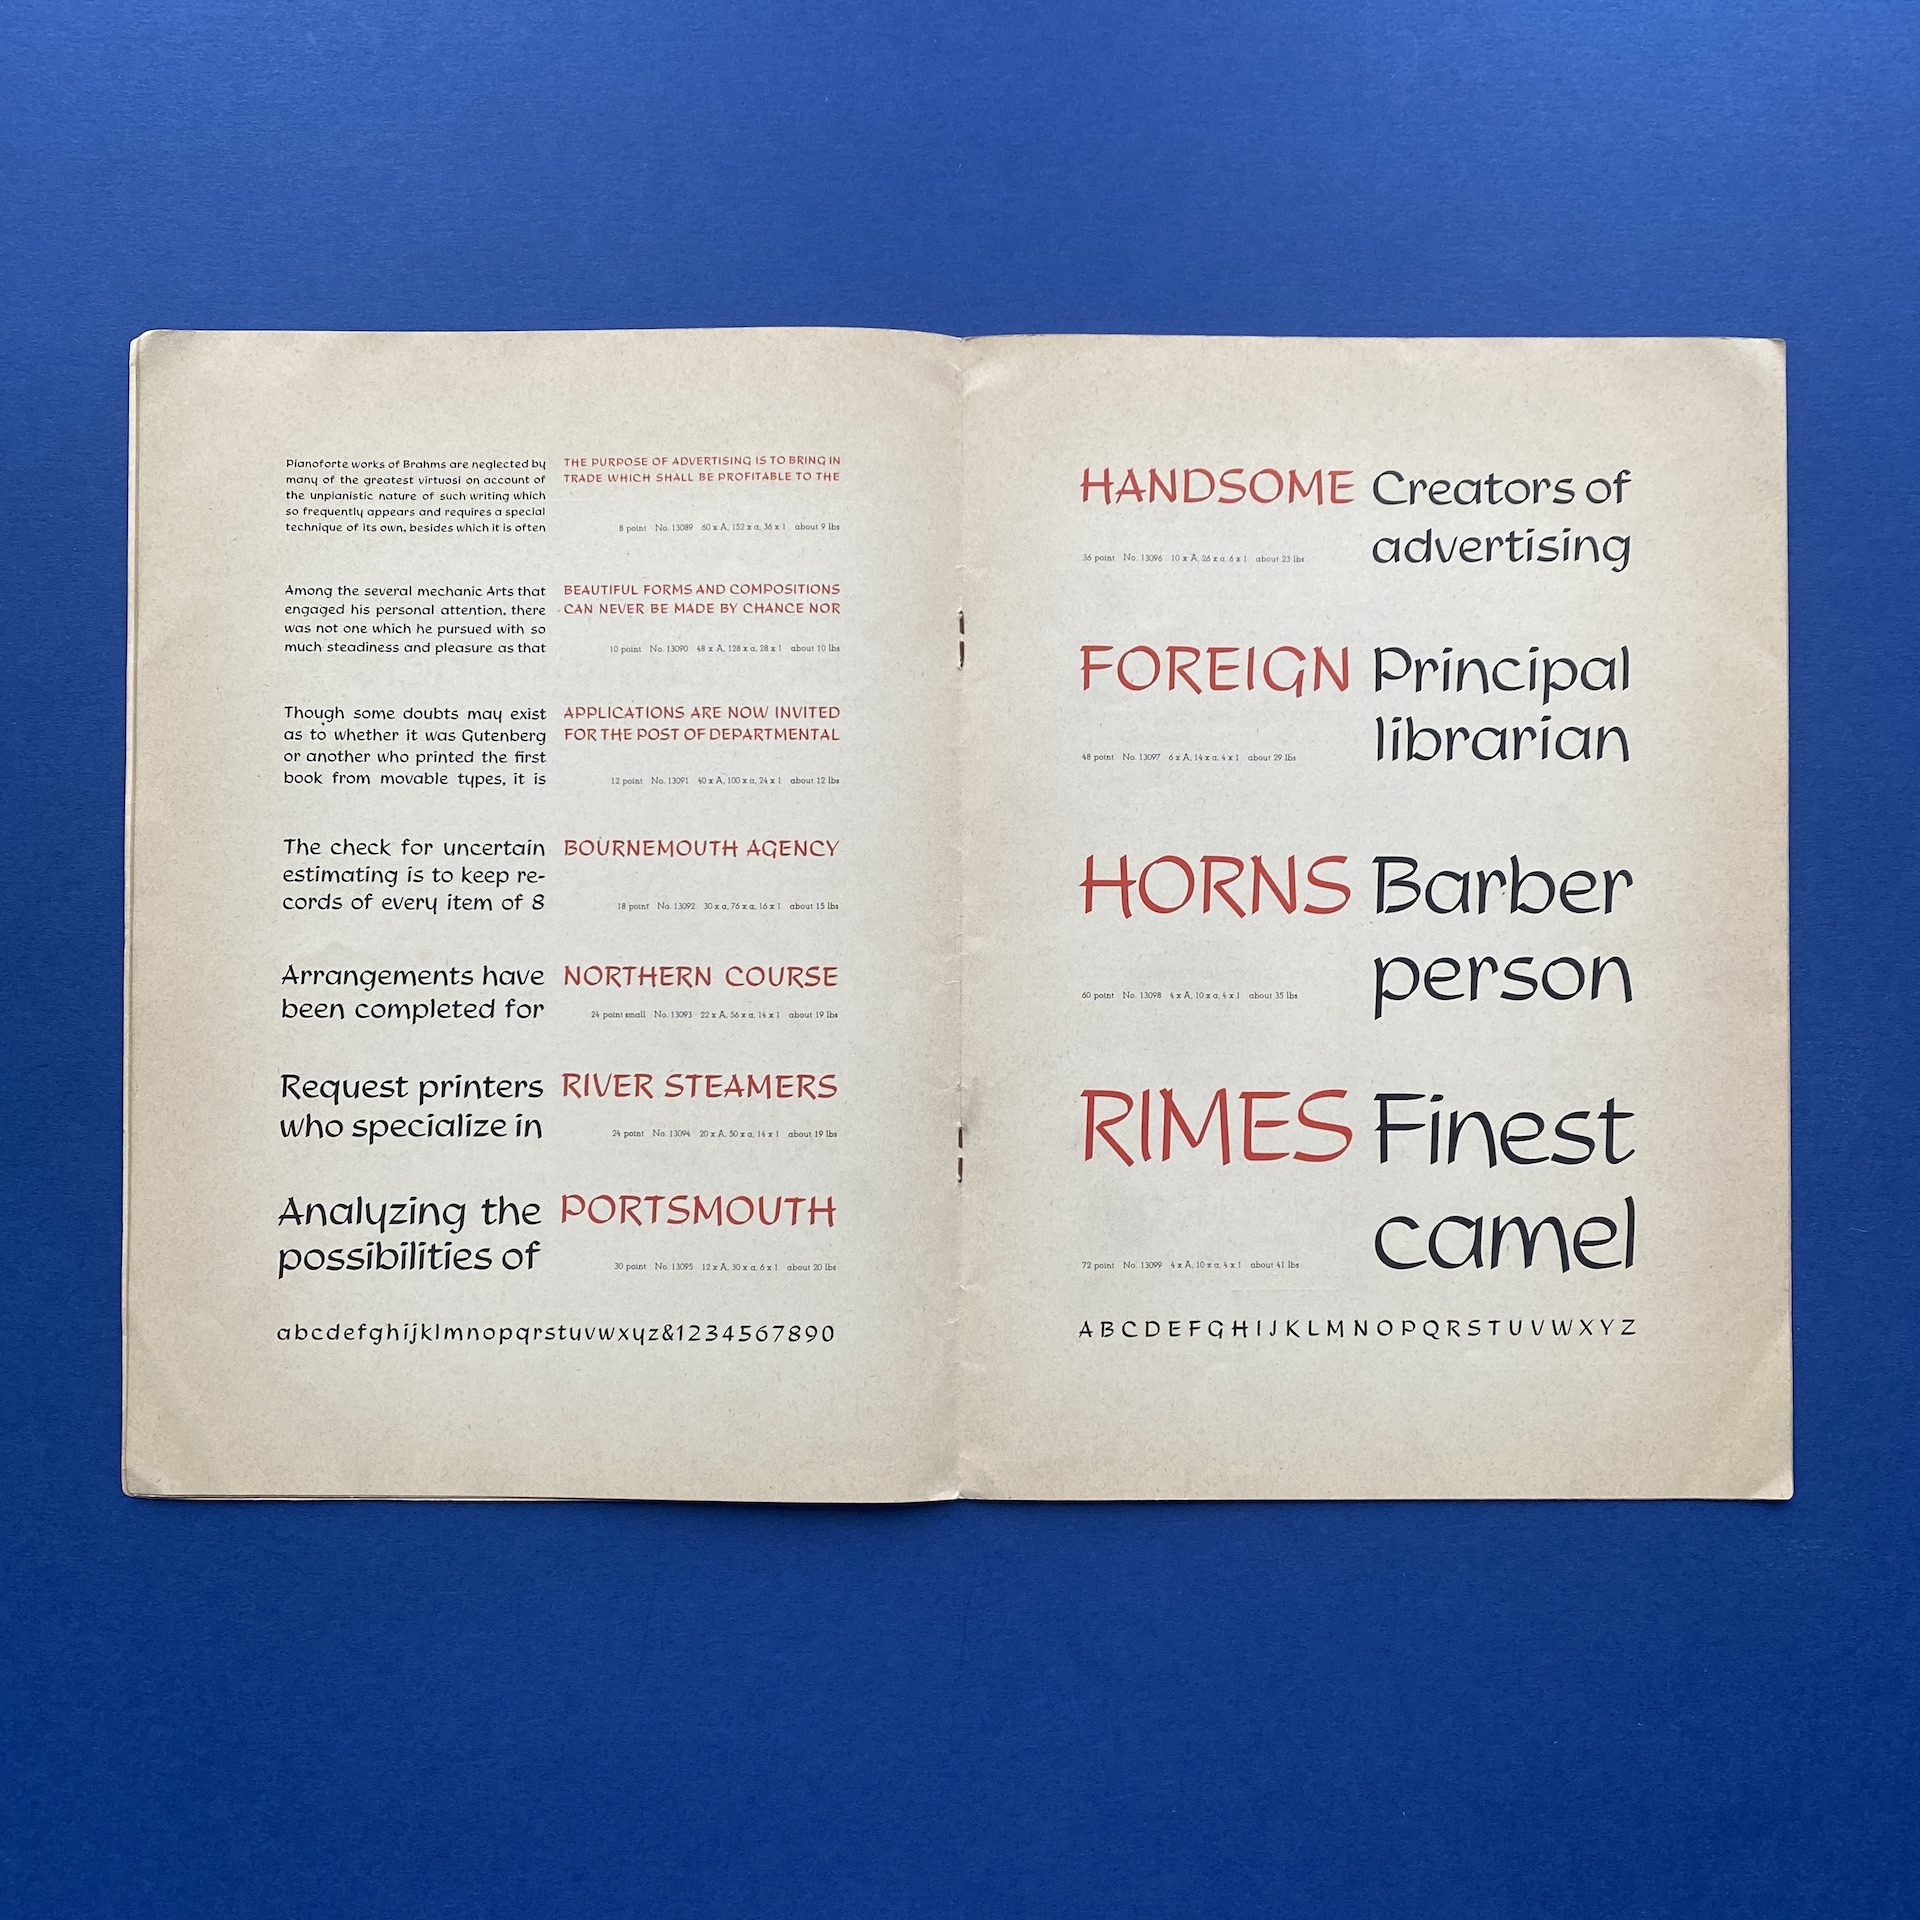 Pianoforte works of Brahms are neglected by
many of the greatest virtuosi on account of
the unpianistic nature of such writing which
so frequently appears and requires a special
technique of its own, besides which it is often
THE PURPOSE OF ADVERTISING IS TO BRING IN
TRADE WHICH SHALL BE PROFITABLE TO THE
8 point No. 13089 60 x A, 152 x a, 36 x 1 about 9 lbs
Among the several mechanic Arts that
engaged his personal attention, there
was not one which he pursued with so
much steadiness and pleasure as that
BEAUTIFUL FORMS AND COMPOSITIONS
CAN NEVER BE MADE BY CHANCE NOR
10 point No. 13090 48 x A, 128 x a, 28 x 1 about 10 lbs
Though some doubts may exist
as to whether it was Gutenberg
or another who printed the first
book from movable types, it is
APPLICATIONS ARE NOW INVITED
FOR THE POST OF DEPARTMENTAL
12 point No. 13091 40 x A, 100 x a, 24 x 1 about 12 lbs
The check for uncertain
estimating is to keep re-
cords of every item of 8
BOURNEMOUTH AGENCY
18 point No. 13092 30 x a, 76 x a, 16 x 1 about 15 lbs
Arrangements have
been completed for
NORTHERN COURSE
24 point small No. 13093 22 x A, 56 x a, 14 x 1 about 19 lbs
Request printers
who specialize in
RIVER STEAMERS
24 point No. 13094 20 x A, 50 x a, 14 x 1 about 19 lbs
Analyzing the
possibilities of
PORTSMOUTH
30 point No. 13095 12 x A, 30 x a, 6 x 1 about 20 lbs
abcdefghijklmnopqrstuvwxyz&1234567890
HANDSOME
Creators of
advertising
36 point No. 13096 10 x A, 26 x a, 6 x 1 about 23 lbs
FOREIGN
Principal
librarian
48 point No. 13097 6 x A, 14 x a, 4 x 1 about 29 lbs
HORNS
Barber
person
60 point No. 13098 4 x A, 10 x a, 4 x 1 about 35 lbs
RIMES
Finest
camel
72 point No. 13099 4 x A, 10 x a, 4 x 1 about 41 lbs
ABCDEFGHIJKLMNOPQRSTUVWXYZ